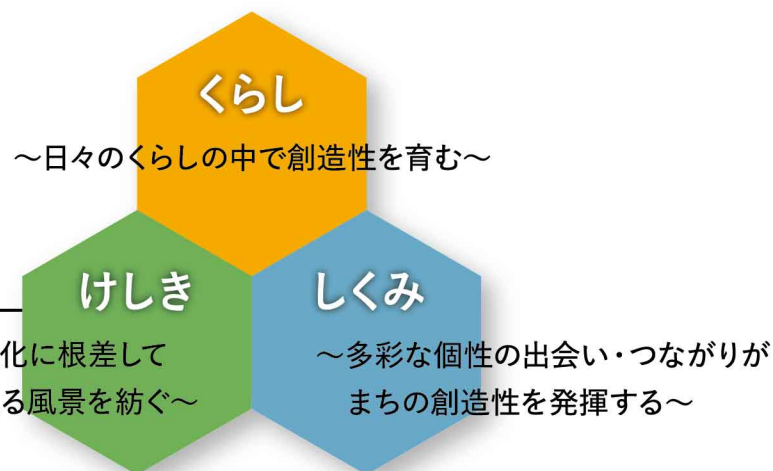 くらし
～日々のくらしの中で創造性を育む～
けしき
化に根差して
る風景を紡ぐ～
しくみ
～多彩な個性の出会い・つながりが
まちの創造性を発揮する～